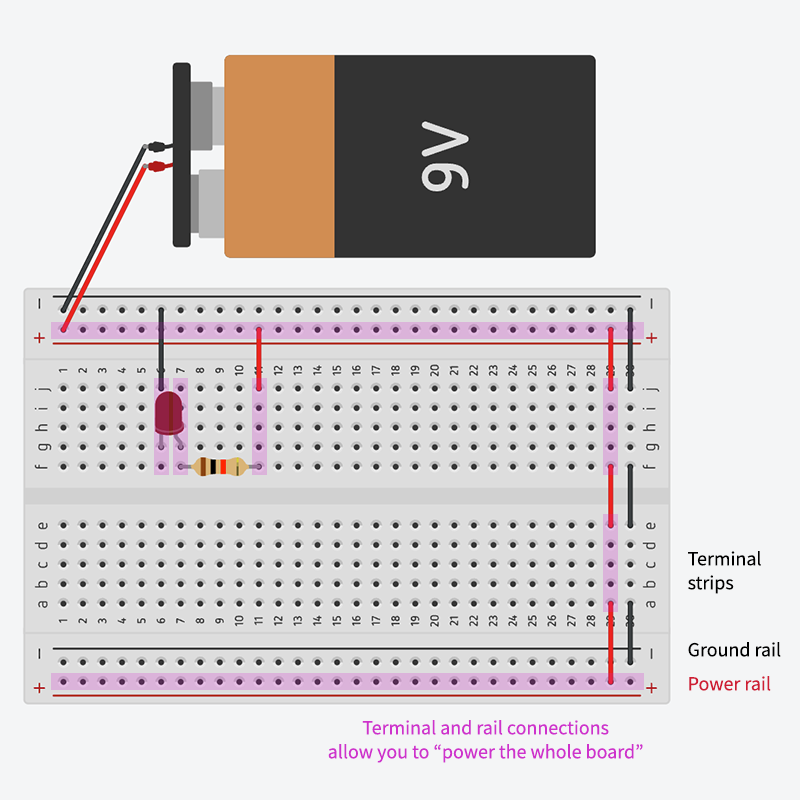 9V
— —
+ +
1 2 3 4 5 6 7 8 9 10 11 12 13 14 15 16 17 18 19 20 21 22 23 24 25 26 27 28 29 30
j j
i i
h h
g g
f f
e e
d d
c c
b b
a a
1 2 3 4 5 6 7 8 9 10 11 12 13 14 15 16 17 18 19 20 21 22 23 24 25 26 27 28 29 30
— —
+ +
Terminal
strips
Ground rail
Power rail
Terminal and rail connections
allow you to “power the whole board”